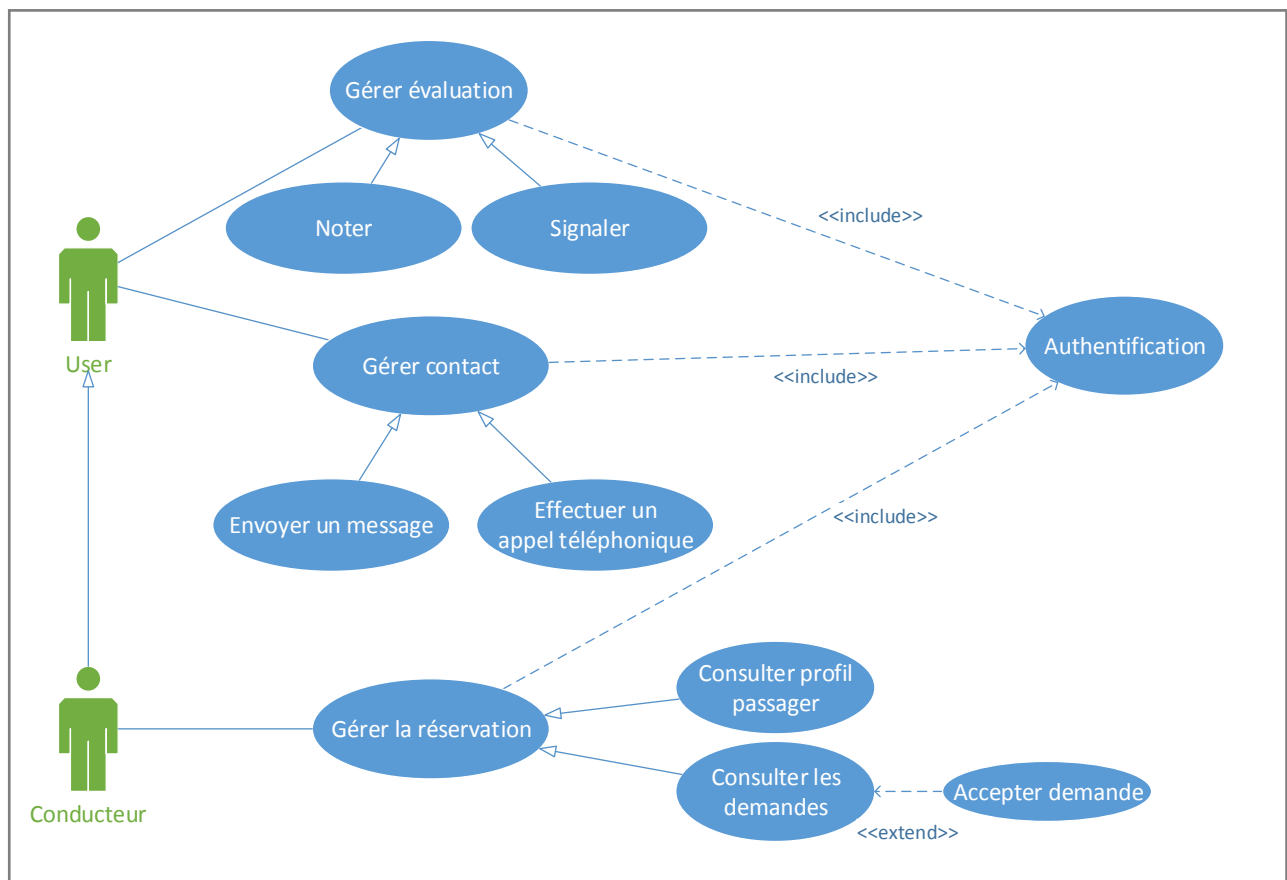 Gérer évaluation
Noter
Signaler
<<include>>
User
Gérer contact
<<include>>
Authentification
Envoyer un message
Effectuer un
appel téléphonique
<<include>>
Conducteur
Gérer la réservation
Consulter profil
passager
Consulter les
demandes
Accepter demande
<<extend>>